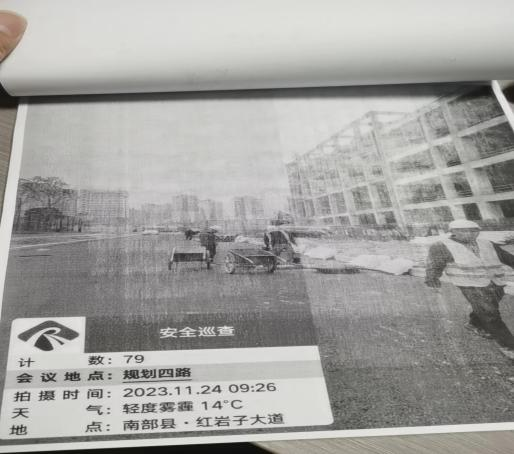 安全巡查
计 数：79
会议地点：规划四路
拍摄时间：2023.11.24 09:26
天 气：轻度雾霾 14℃
地 点：南部县·红岩子大道